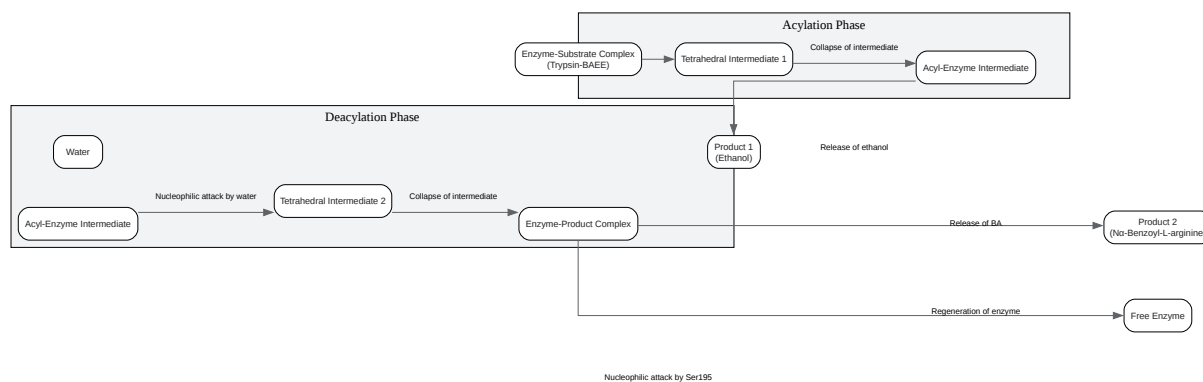 Acylation Phase
Enzyme-Substrate Complex
(Trypsin-BAEE)
Tetrahedral Intermediate 1
Collapse of intermediate
Acyl-Enzyme Intermediate
Deacylation Phase
Water
Product 1
(Ethanol)
Release of ethanol
Acyl-Enzyme Intermediate
Nucleophilic attack by water
Tetrahedral Intermediate 2
Collapse of intermediate
Enzyme-Product Complex
Release of BA
Product 2
(Nα-Benzoyl-L-arginine
Regeneration of enzyme
Free Enzyme
Nucleophilic attack by Ser195